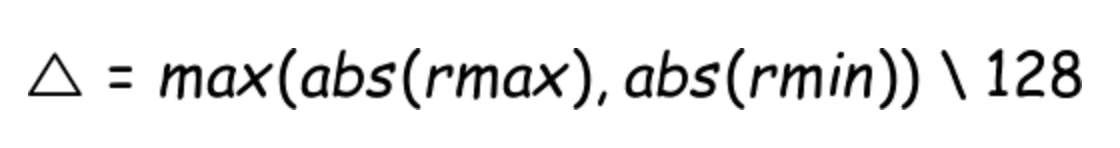 △ = max(abs(rmax), abs(rmin)) \ 128